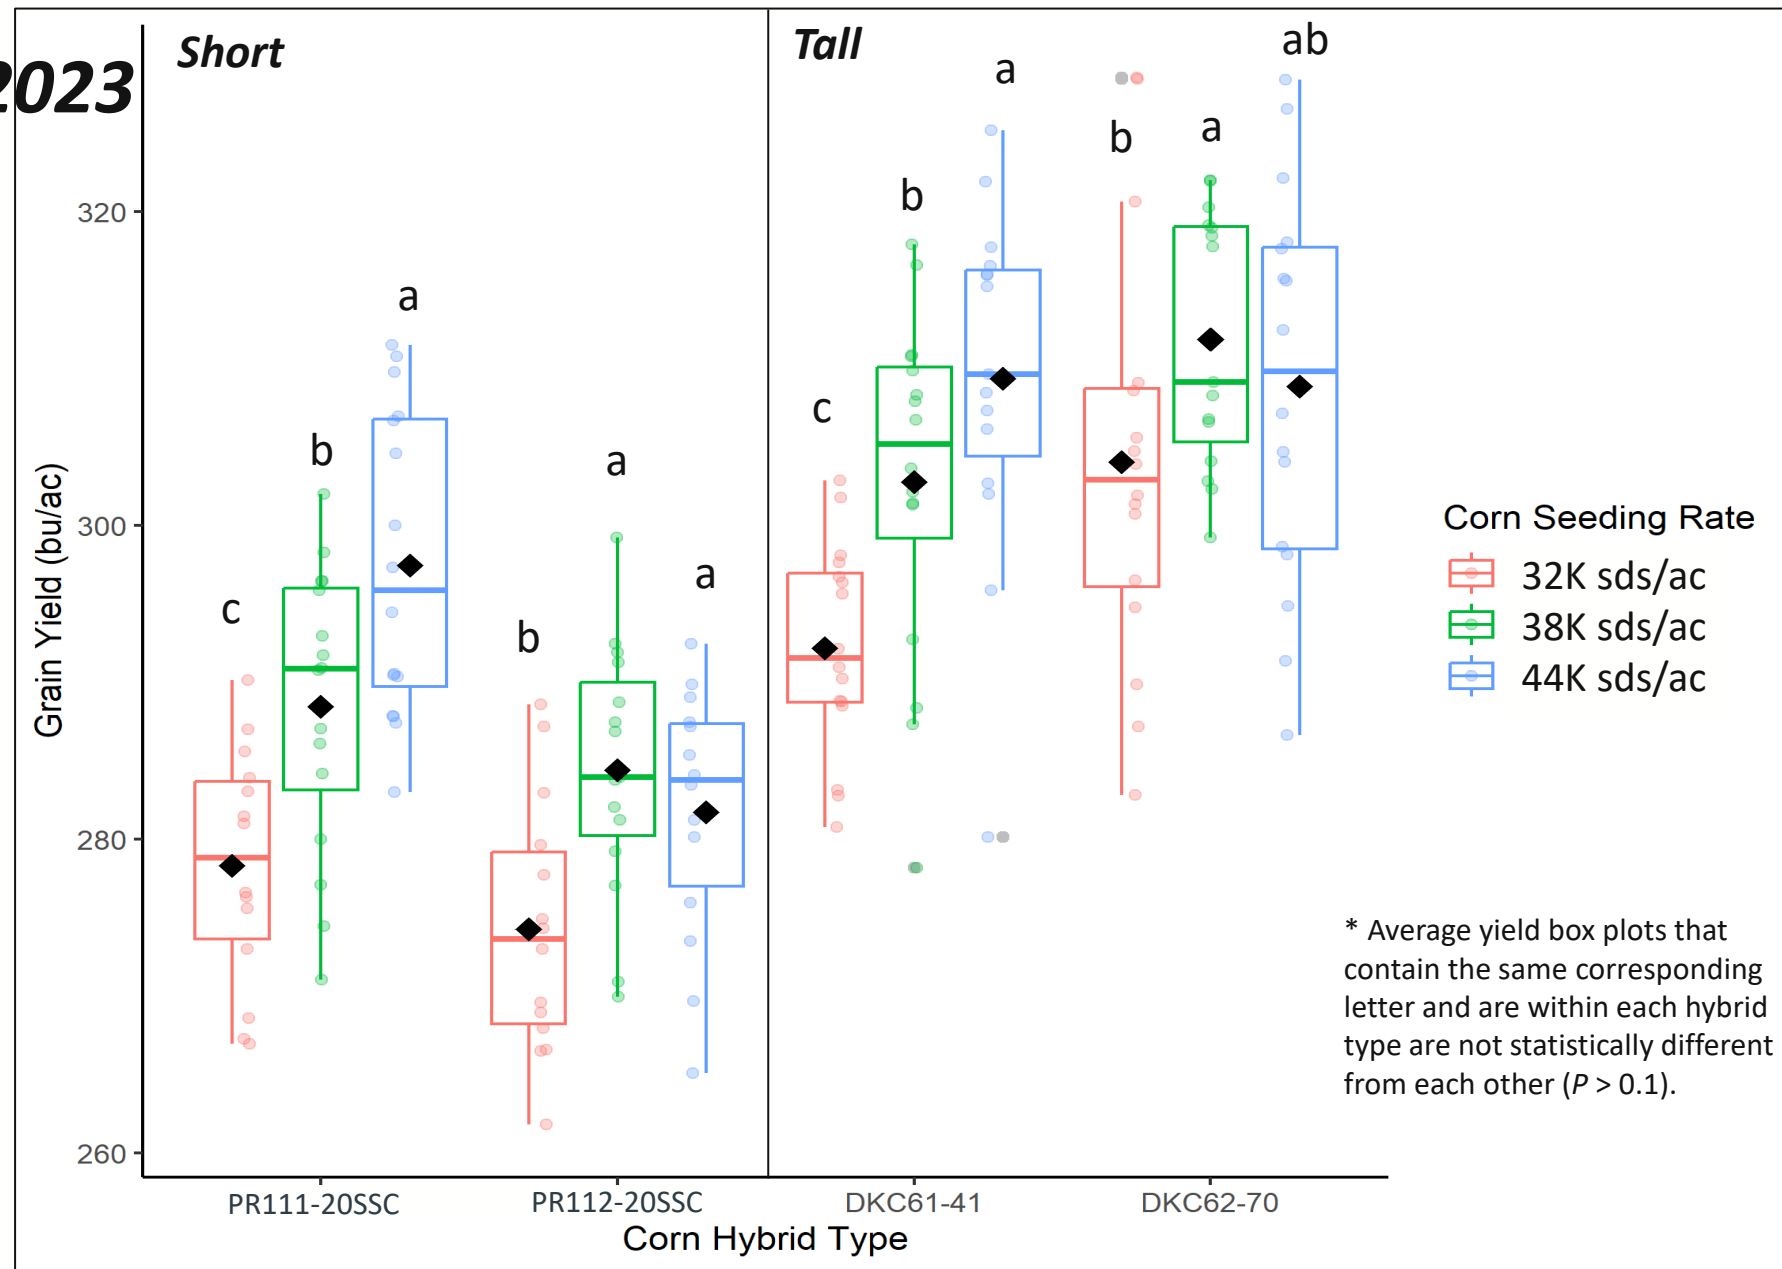 2023
Short
Tall
Grain Yield (bu/ac)
320
300
280
260
c
b
a
b
a
a
c
b
a
b
a
ab
PR111-20SSC
PR112-20SSC
DKC61-41
DKC62-70
Corn Hybrid Type
Corn Seeding Rate
32K sds/ac
38K sds/ac
44K sds/ac
* Average yield box plots that
contain the same corresponding
letter and are within each hybrid
type are not statistically different
from each other (P > 0.1).